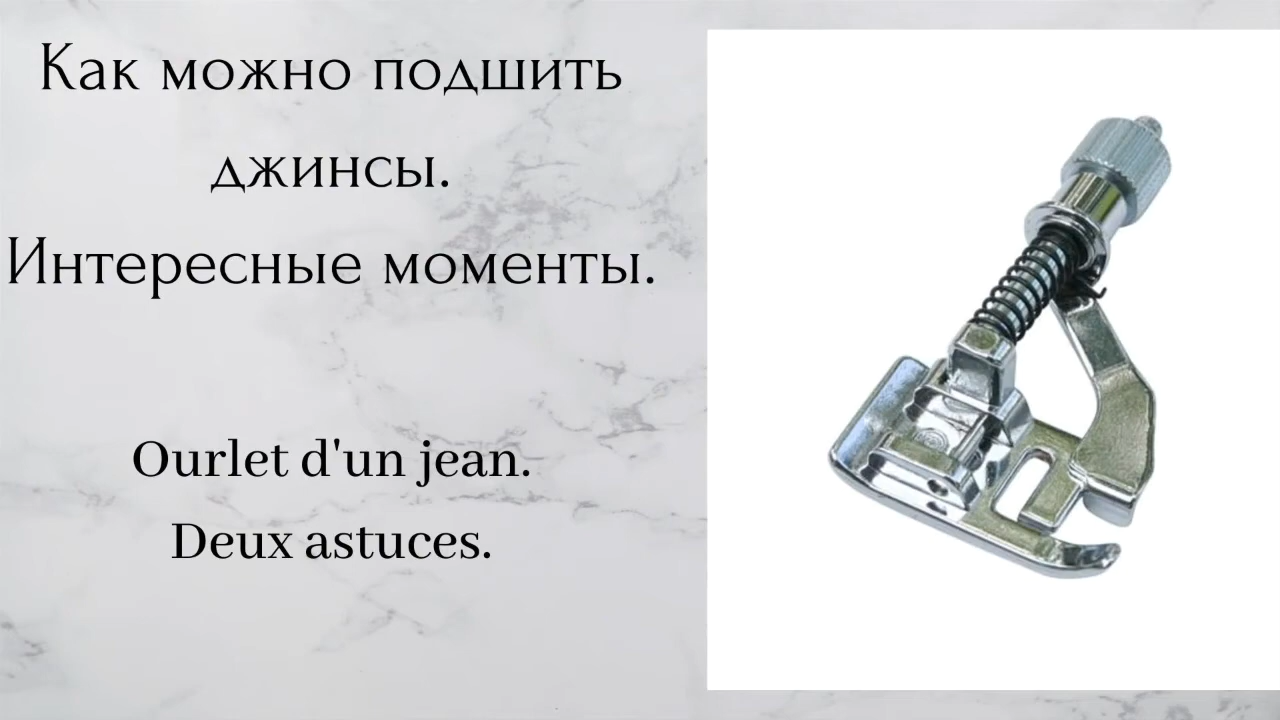 Как можно подшить
джинсы.
Интересные моменты.
Ourlet d'un jean.
Deux astuces.